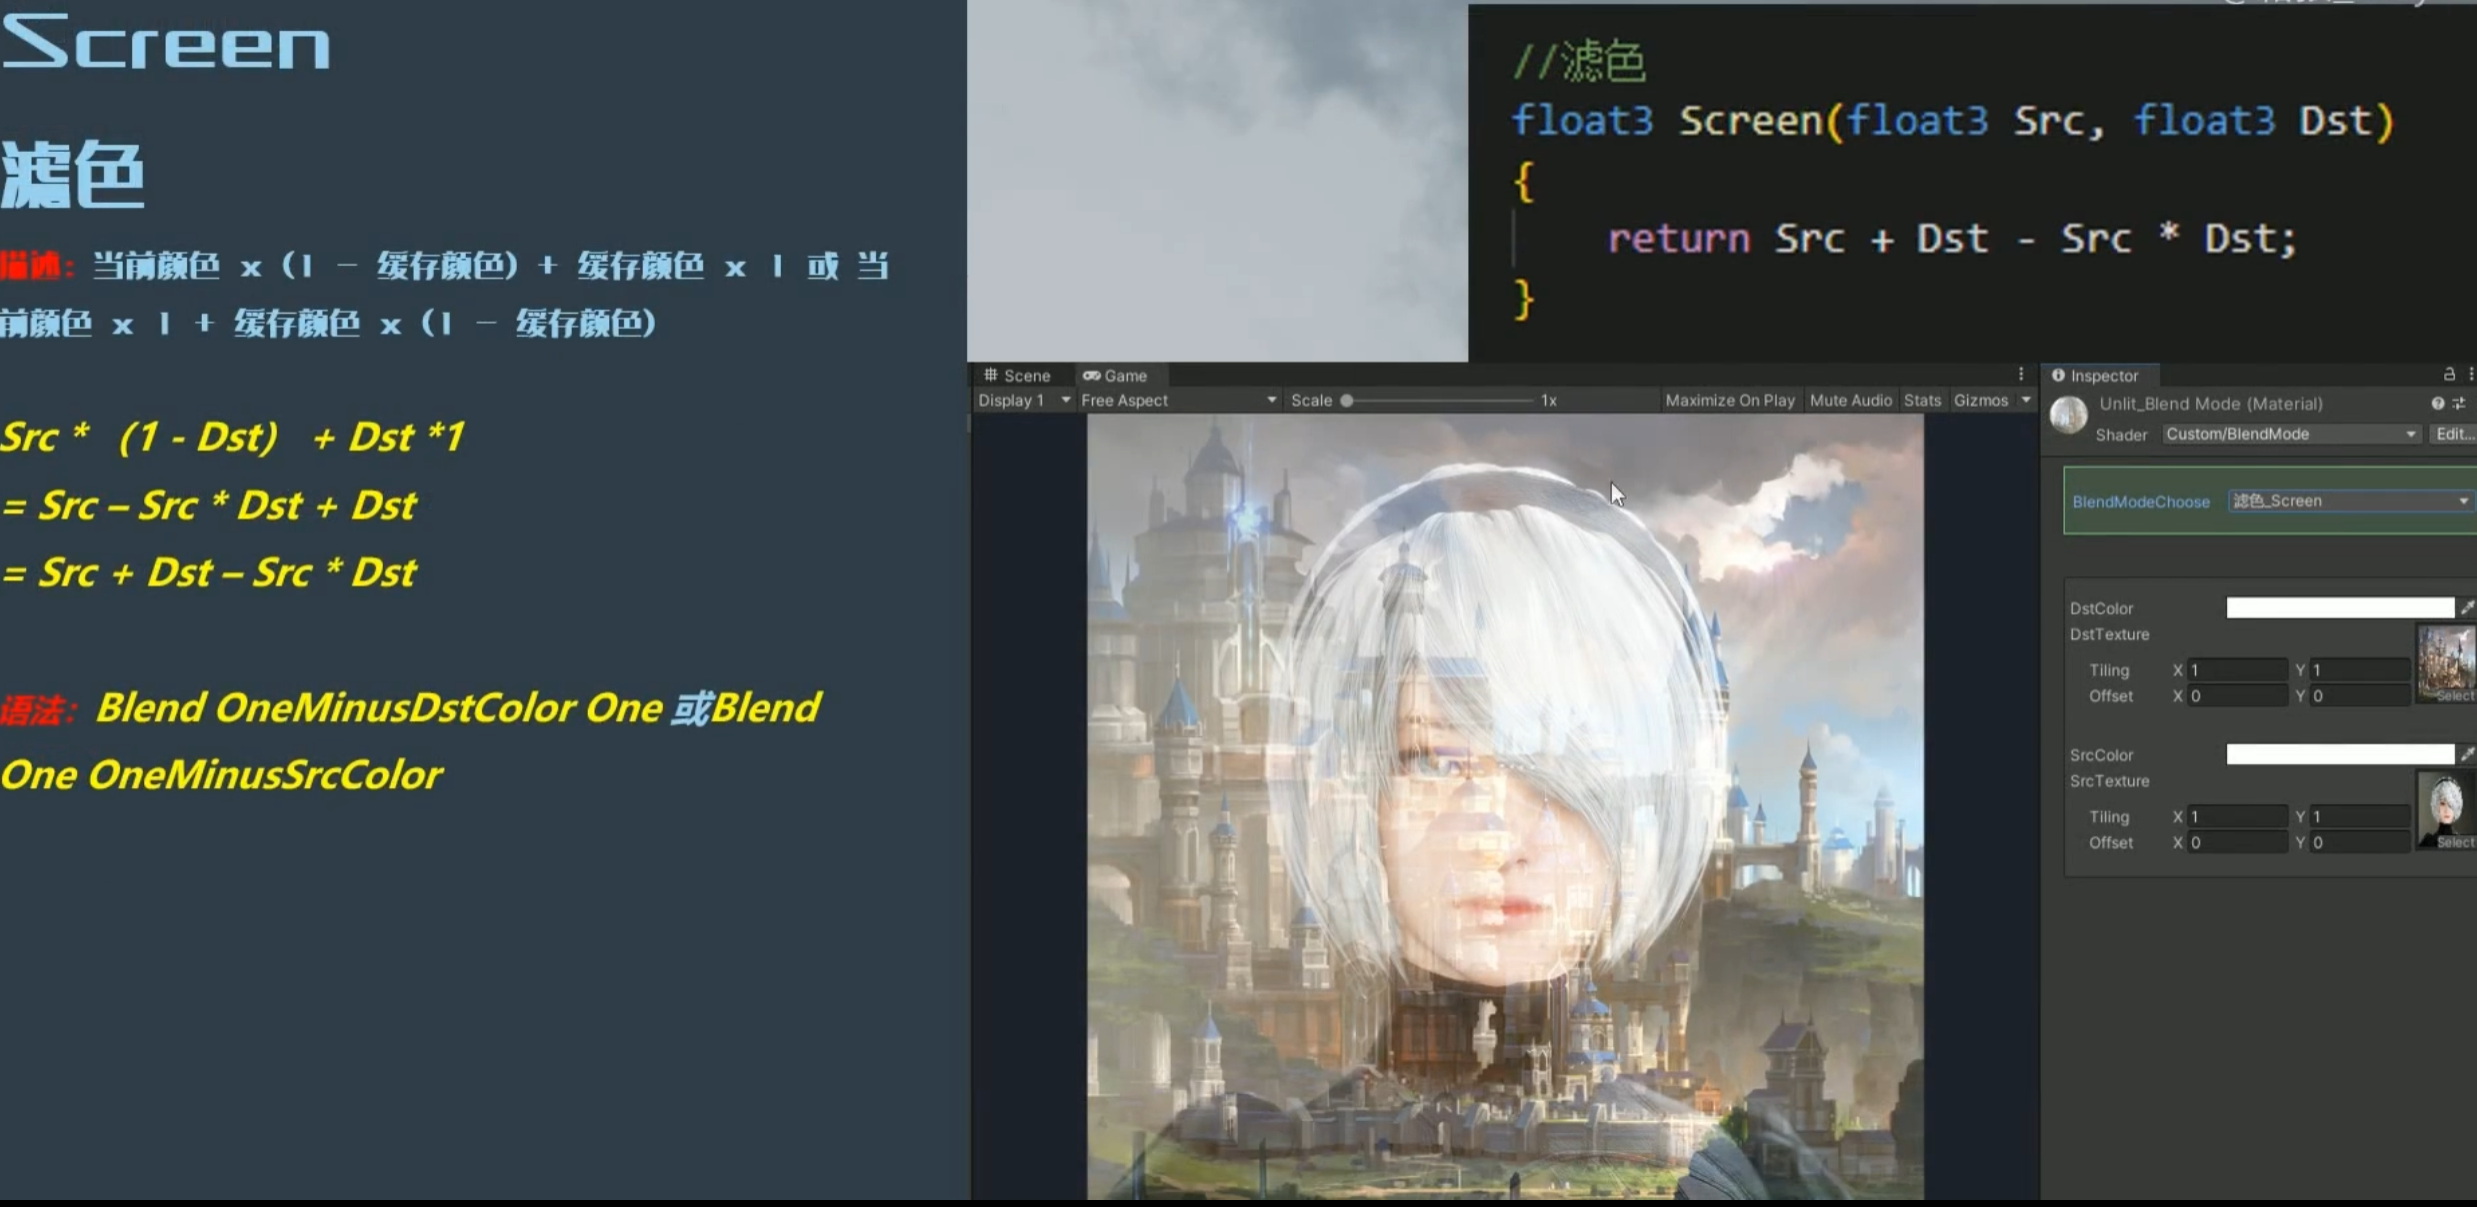 Screen
滤色
描述: 当前颜色 x (1 - 缓存颜色) + 缓存颜色 x 1 或 当
前颜色 x 1 + 缓存颜色 x (1 - 缓存颜色)
Src * (1 - Dst) + Dst *1
= Src – Src * Dst + Dst
= Src + Dst – Src * Dst
语法: Blend OneMinusDstColor One 或Blend
One OneMinusSrcColor
//滤色
float3 Screen(float3 Src, float3 Dst)
{
return Src + Dst - Src * Dst;
}
Scene Game
Display 1 Free Aspect Scale 1x Maximize On Play Mute Audio Stats Gizmos
Inspector
Unlit_Blend Mode (Material)
Shader Custom/BlendMode Edit...
BlendModeChoose 滤色_Screen
DstColor
DstTexture
Tiling X 1 Y 1
Offset X 0 Y 0 Select
SrcColor
SrcTexture
Tiling X 1 Y 1
Offset X 0 Y 0 Select